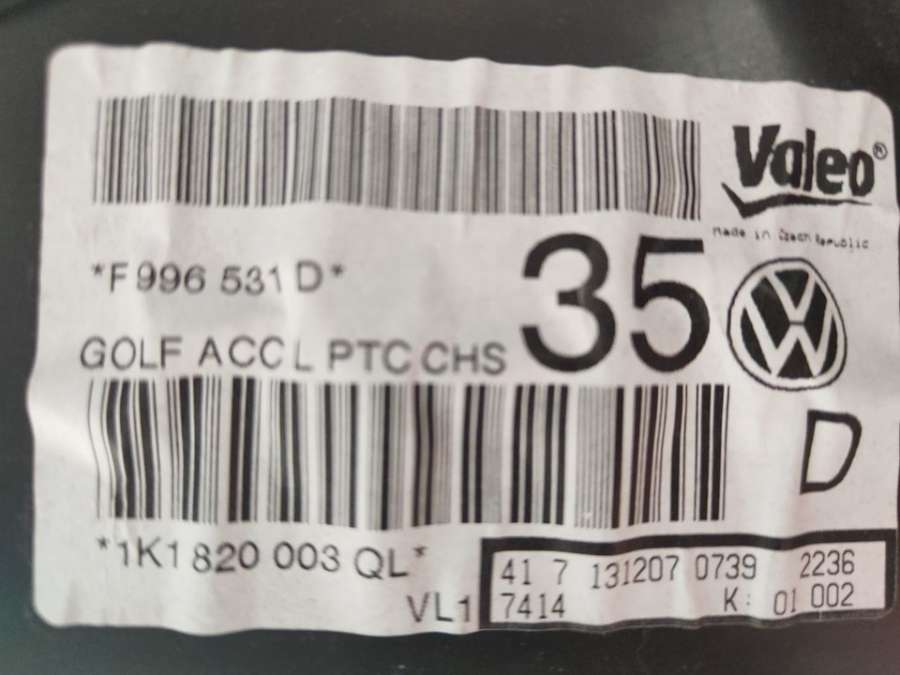 Valeo®
made in Czech Republic
*F 996 531 D*
35
GOLF ACC L PTC CHS
D
*1K1 820 003 QL*
VL1
41 7 131207 0739 2236
7414 K: 01 002